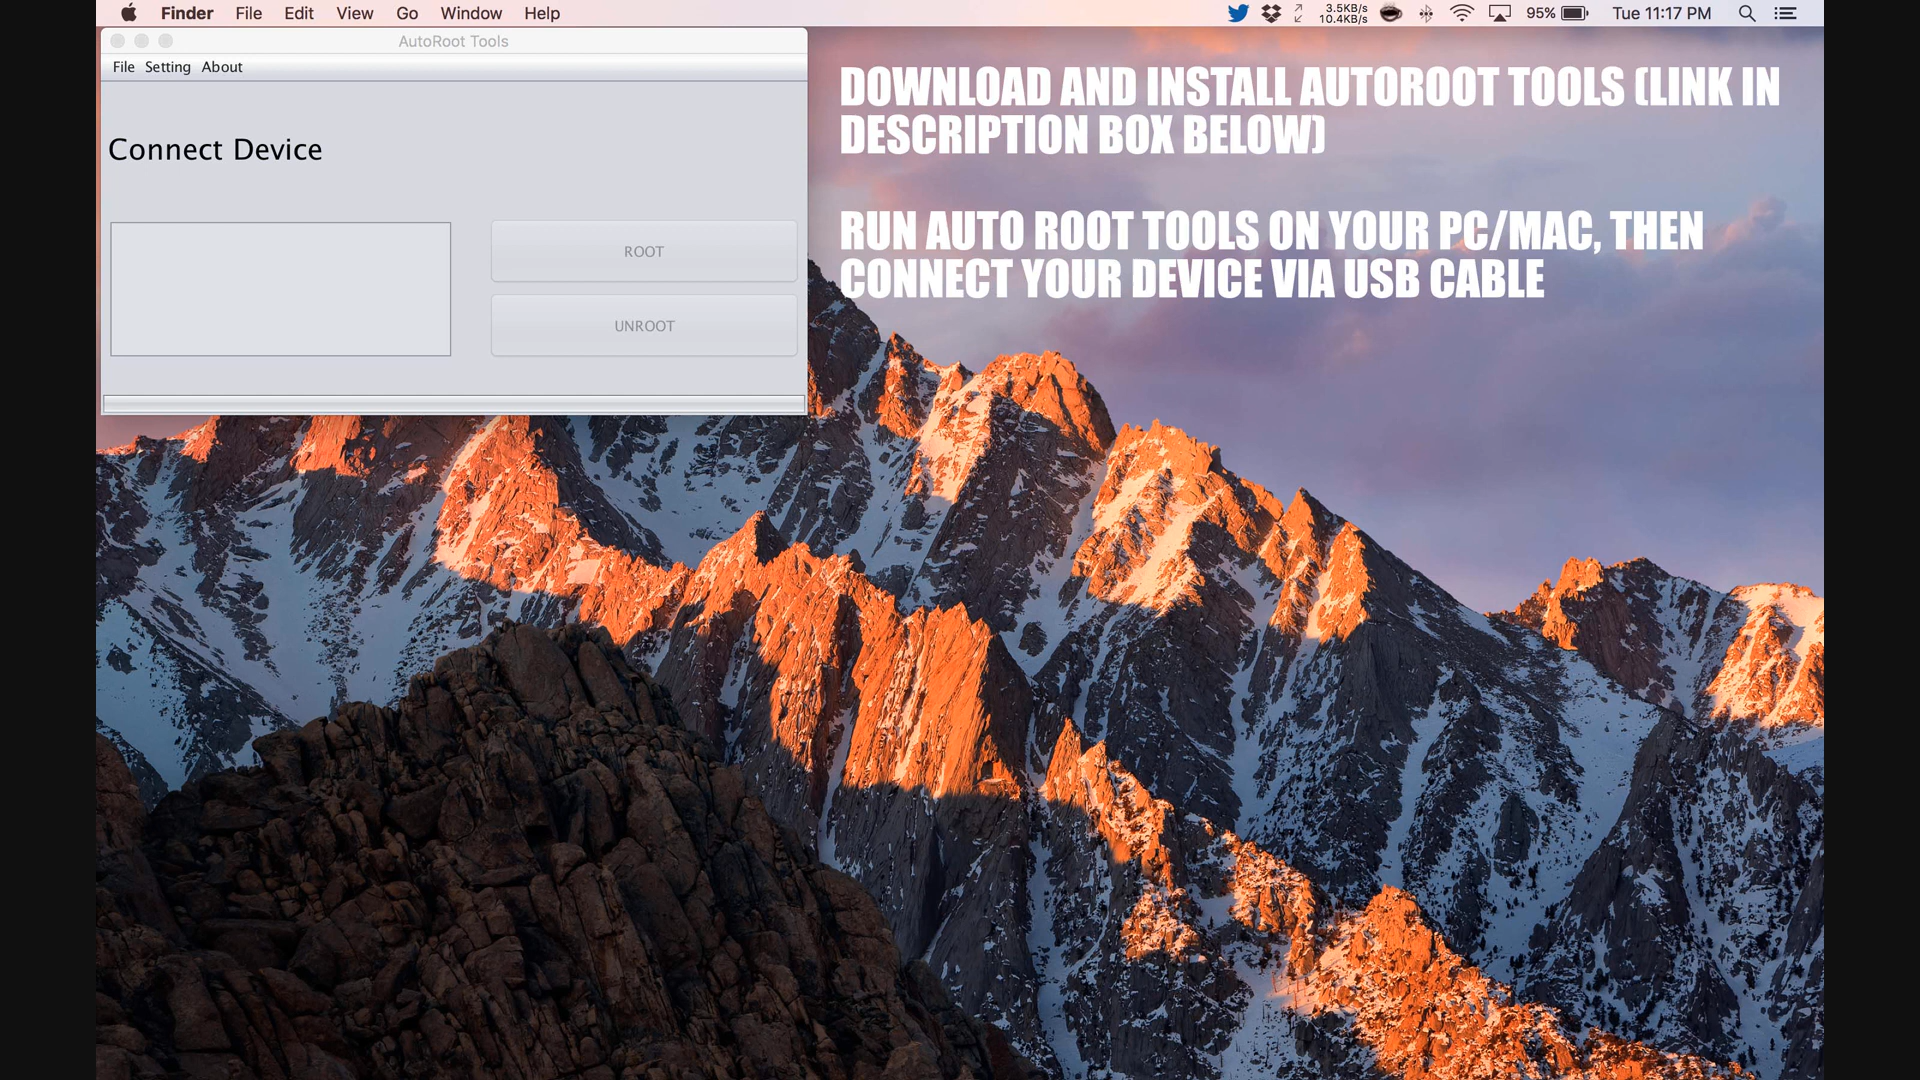 Finder File Edit View Go Window Help 3.5KB/s 10.4KB/s 95% Tue 11:17 PM
AutoRoot Tools
File Setting About
Connect Device
ROOT
UNROOT
DOWNLOAD AND INSTALL AUTOROOT TOOLS (LINK IN
DESCRIPTION BOX BELOW)
RUN AUTO ROOT TOOLS ON YOUR PC/MAC, THEN
CONNECT YOUR DEVICE VIA USB CABLE